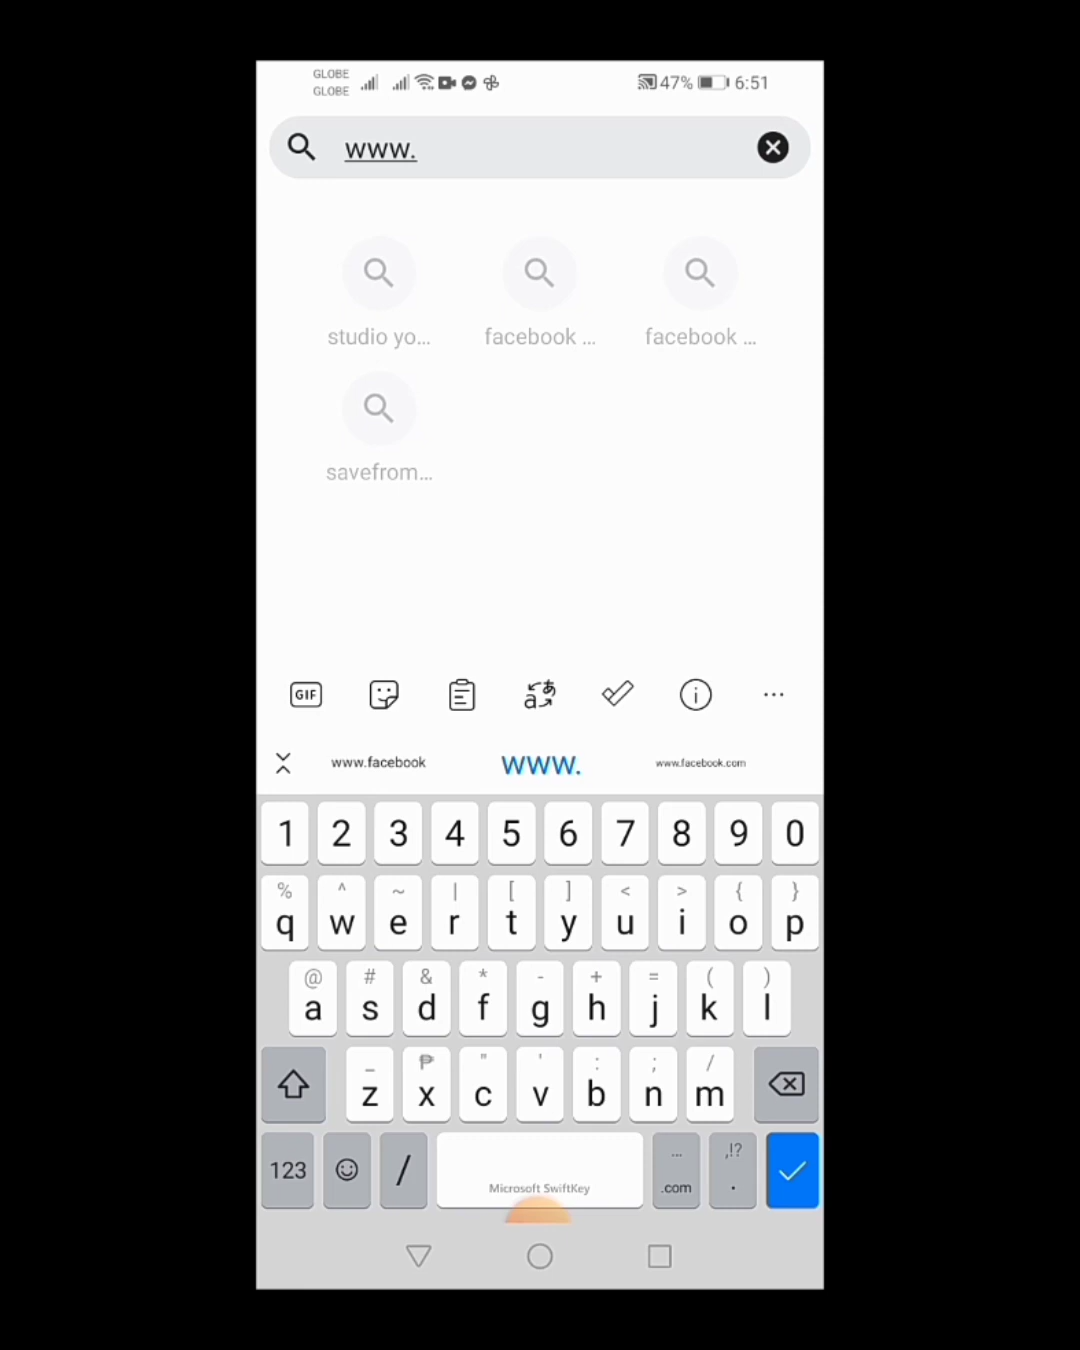 GLOBE
GLOBE
47% 6:51
www.
studio yo... facebook ... facebook ...
savefrom...
GIF
www.facebook www. www.facebook.com
1 2 3 4 5 6 7 8 9 0
% ^ ~ | [ ] < > { }
q w e r t y u i o p
@ # & * - + = ( )
a s d f g h j k l
_ ₱ " ' : ; /
z x c v b n m
... ,!?
123 / .com .
Microsoft SwiftKey